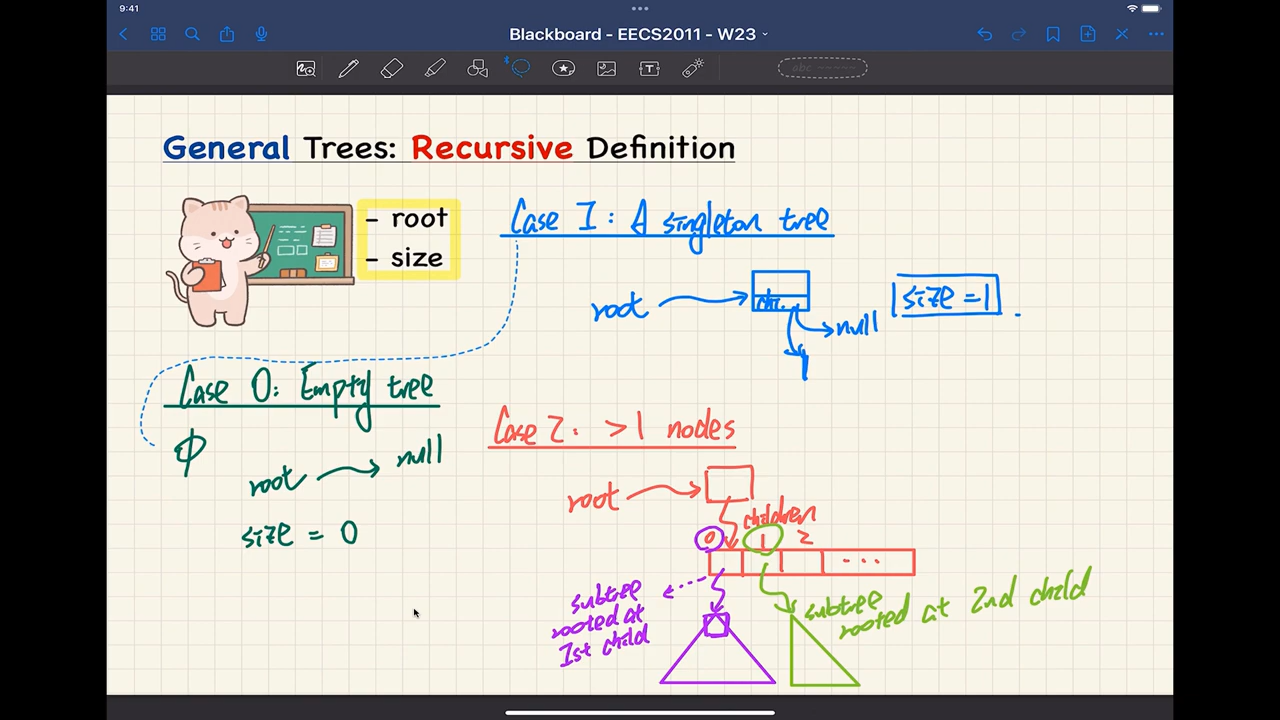 9:41
Blackboard - EECS2011 - W23
General Trees: Recursive Definition
- root
- size
Case 1: A singleton tree
root
chi..
null
size = 1
Case 0: Empty tree
∅
root
null
size = 0
Case 2: >1 nodes
root
children
0 1 2
...
subtree
rooted at
1st child
subtree
rooted at 2nd child